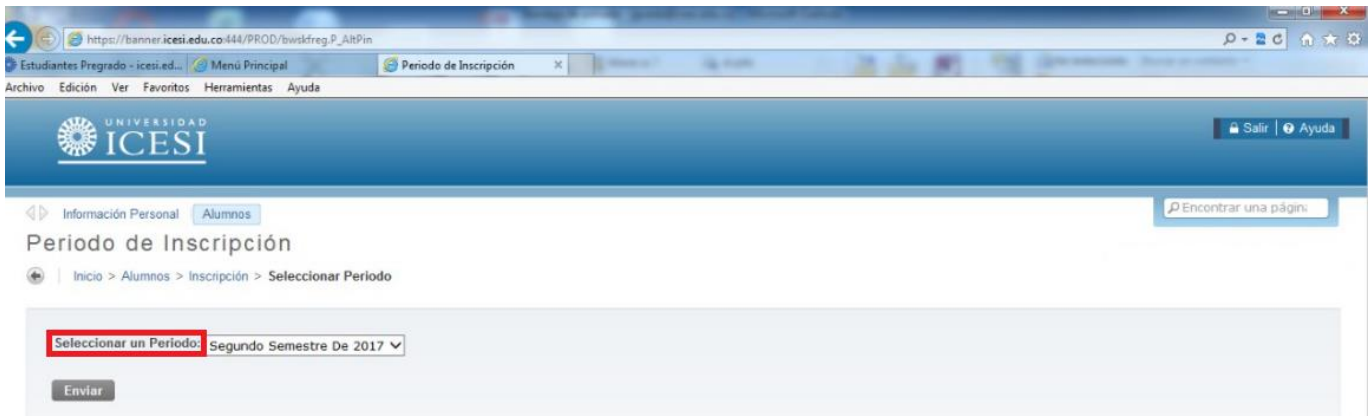 https://banner.icesi.edu.co:444/PROD/bwskfreg.P_AltPin
Estudiantes Pregrado - icesi.ed... Menú Principal Periodo de Inscripción
Archivo Edición Ver Favoritos Herramientas Ayuda
UNIVERSIDAD
ICESI
Salir | Ayuda
Información Personal Alumnos
Encontrar una página
Periodo de Inscripción
Inicio > Alumnos > Inscripción > Seleccionar Periodo
Seleccionar un Periodo: Segundo Semestre De 2017
Enviar